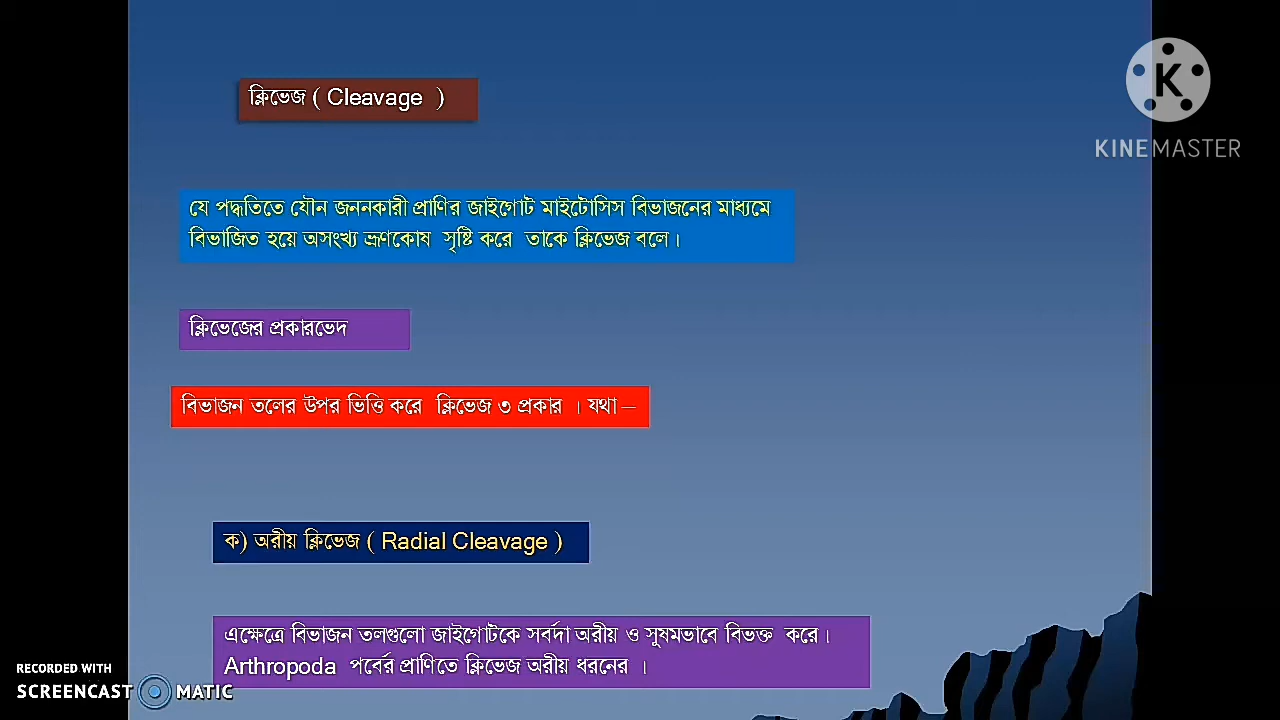 ক্লিভেজ ( Cleavage )
KINEMASTER
যে পদ্ধতিতে যৌন জননকারী প্রাণির জাইগোট মাইটোসিস বিভাজনের মাধ্যমে
বিভাজিত হয়ে অসংখ্য ভ্রূণকোষ সৃষ্টি করে তাকে ক্লিভেজ বলে।
ক্লিভেজের প্রকারভেদ
বিভাজন তলের উপর ভিত্তি করে ক্লিভেজ ৩ প্রকার । যথা –
ক) অরীয় ক্লিভেজ ( Radial Cleavage )
এক্ষেত্রে বিভাজন তলগুলো জাইগোটকে সর্বদা অরীয় ও সুষমভাবে বিভক্ত করে।
Arthropoda পর্বের প্রাণিতে ক্লিভেজ অরীয় ধরনের ।
RECORDED WITH
SCREENCAST MATIC